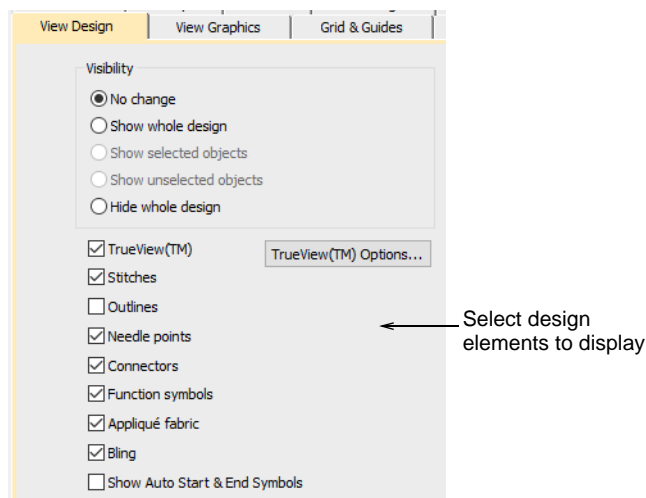 View Design
View Graphics
Grid & Guides
Visibility
No change
Show whole design
Show selected objects
Show unselected objects
Hide whole design
TrueView(TM)
TrueView(TM) Options...
Stitches
Outlines
Needle points
Connectors
Function symbols
Appliqué fabric
Bling
Show Auto Start & End Symbols
Select design
elements to display